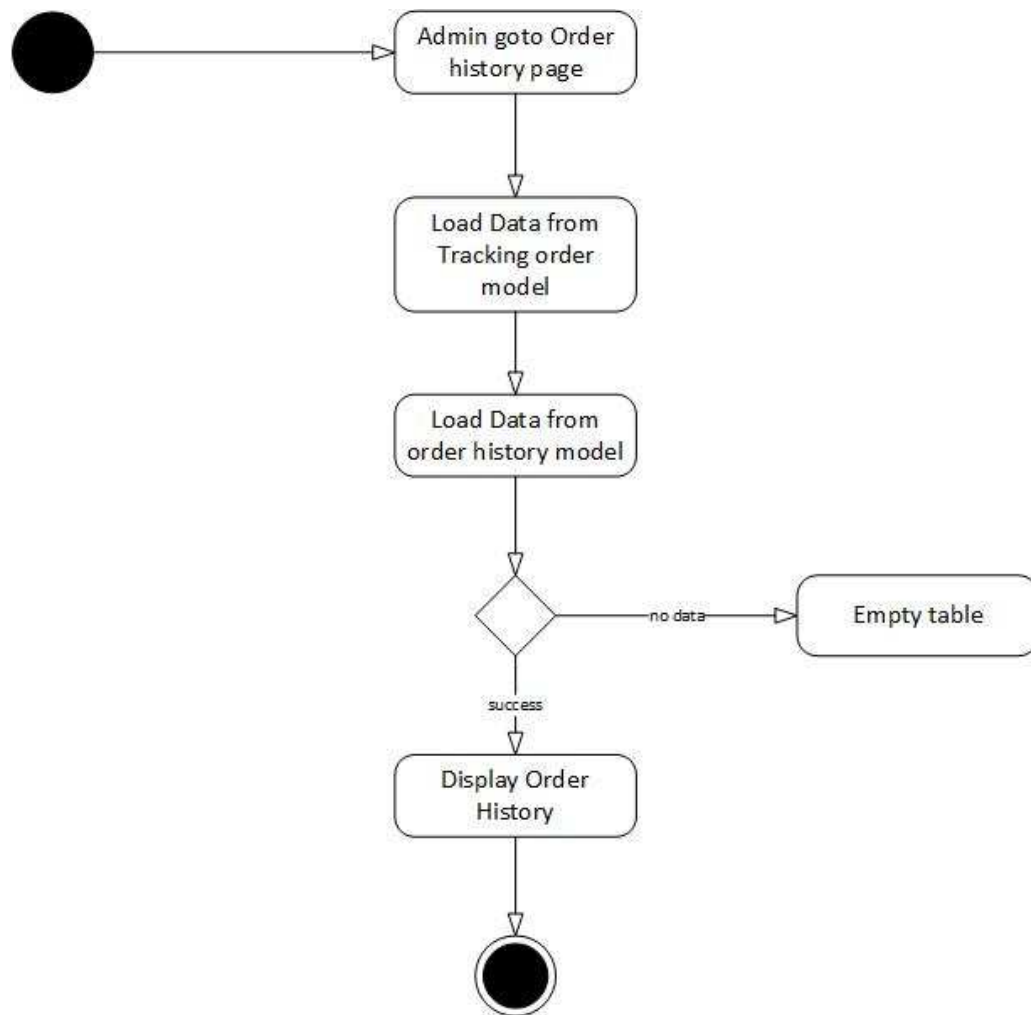 Admin goto Order
history page
Load Data from
Tracking order
model
Load Data from
order history model
no data
Empty table
success
Display Order
History